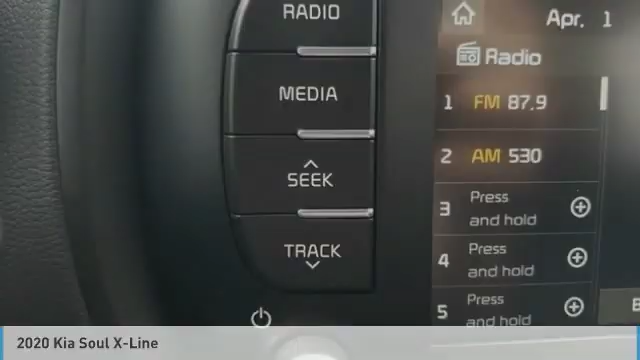 RADIO
MEDIA
SEEK
TRACK
Apr. 1
Radio
1 FM 87.9
2 AM 530
3 Press and hold
4 Press and hold
5 Press and hold
2020 Kia Soul X-Line